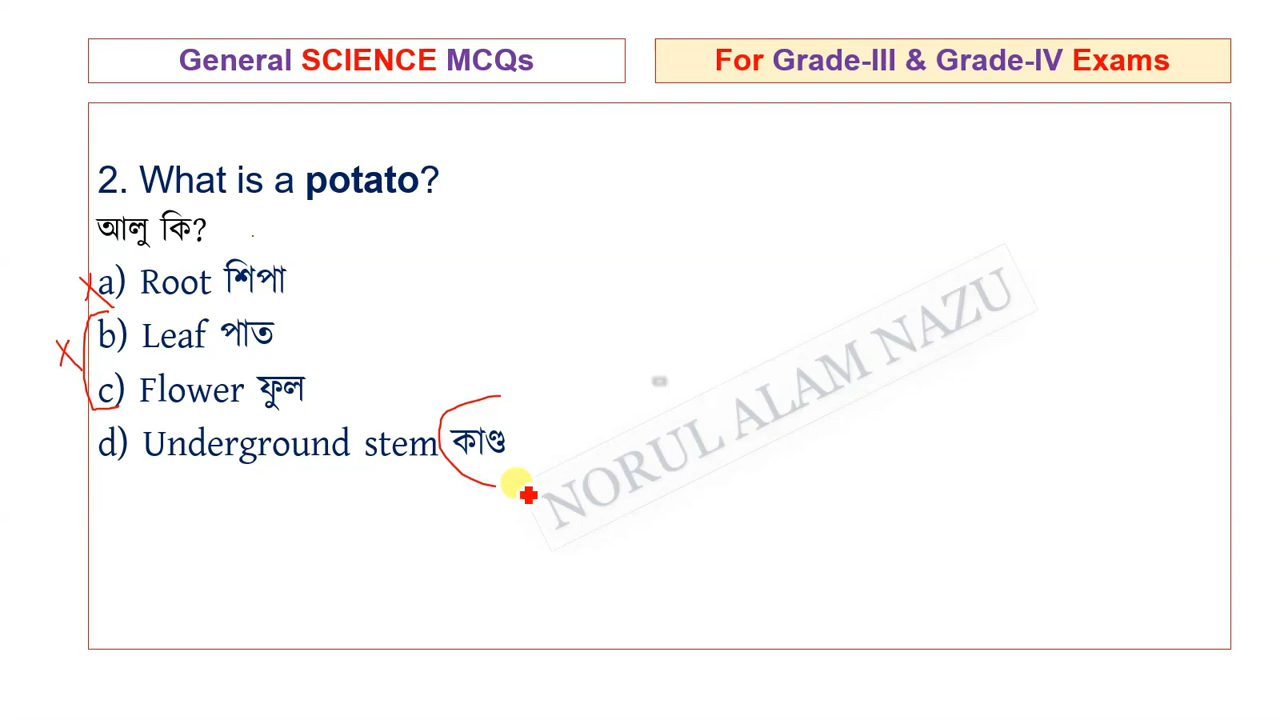 General SCIENCE MCQs
For Grade-III & Grade-IV Exams
2. What is a potato?
আলু কি?
a) Root শিপা
b) Leaf পাত
c) Flower ফুল
d) Underground stem কাণ্ড
NORUL ALAM NAZU